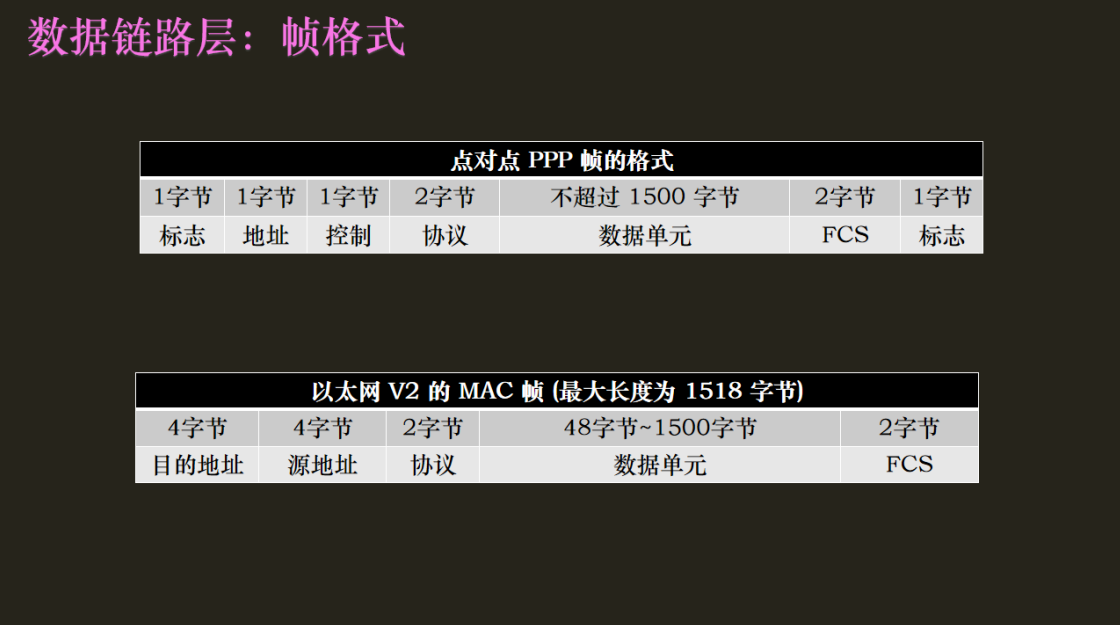 数据链路层：帧格式
点对点 PPP 帧的格式
1字节 1字节 1字节 2字节 不超过 1500 字节 2字节 1字节
标志 地址 控制 协议 数据单元 FCS 标志
以太网 V2 的 MAC 帧 (最大长度为 1518 字节)
4字节 4字节 2字节 48字节~1500字节 2字节
目的地址 源地址 协议 数据单元 FCS